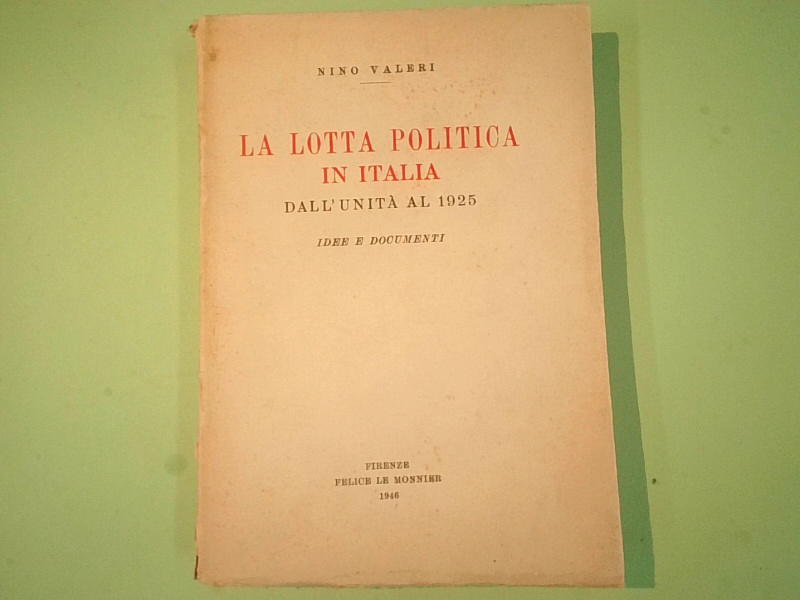 NINO VALERI
LA LOTTA POLITICA
IN ITALIA
DALL'UNITÀ AL 1925
IDEE E DOCUMENTI
FIRENZE
FELICE LE MONNIER
1946